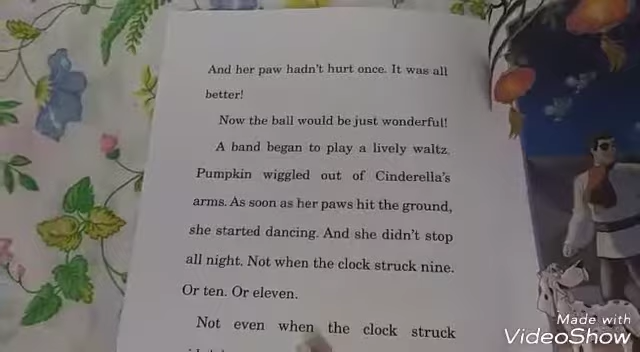 And her paw hadn't hurt once. It was all
better!
Now the ball would be just wonderful!
A band began to play a lively waltz.
Pumpkin wiggled out of Cinderella's
arms. As soon as her paws hit the ground,
she started dancing. And she didn't stop
all night. Not when the clock struck nine.
Or ten. Or eleven.
Not even when the clock struck
Made with
VideoShow